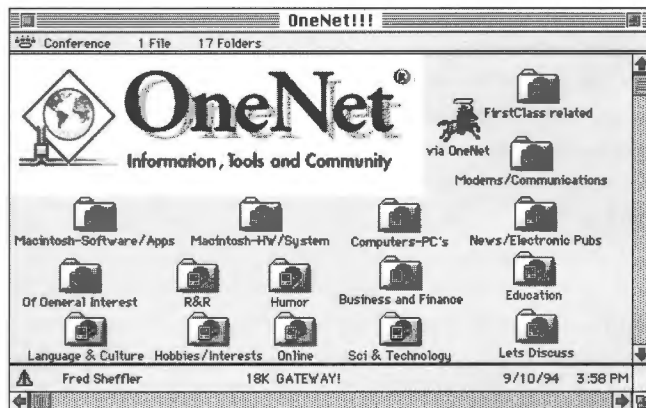 OneNet!!!
Conference 1 File 17 Folders
OneNet®
Information, Tools and Community
FirstClass related
via OneNet
Modems/Communications
Macintosh-Software/Apps Macintosh-HW/System Computers-PC's News/Electronic Pubs
Of General Interest R&R Humor Business and Finance Education
Language & Culture Hobbies/Interests Online Sci & Technology Lets Discuss
Fred Sheffler 18K GATEWAY! 9/10/94 3:58 PM